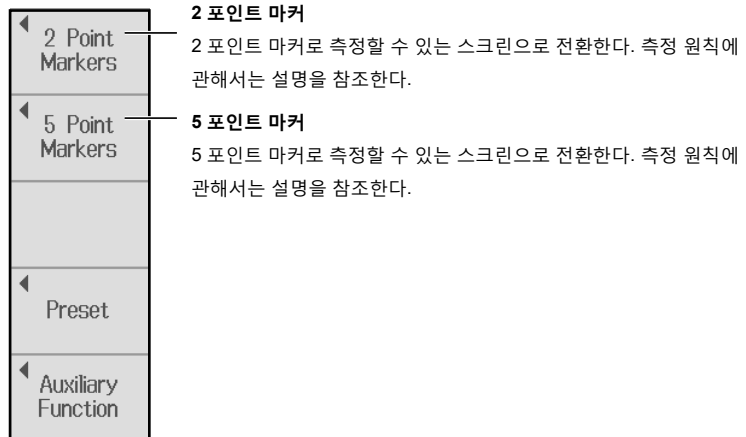 2 Point
Markers
5 Point
Markers
Preset
Auxiliary
Function
2 포인트 마커
2 포인트 마커로 측정할 수 있는 스크린으로 전환한다. 측정 원칙에
관해서는 설명을 참조한다.
5 포인트 마커
5 포인트 마커로 측정할 수 있는 스크린으로 전환한다. 측정 원칙에
관해서는 설명을 참조한다.